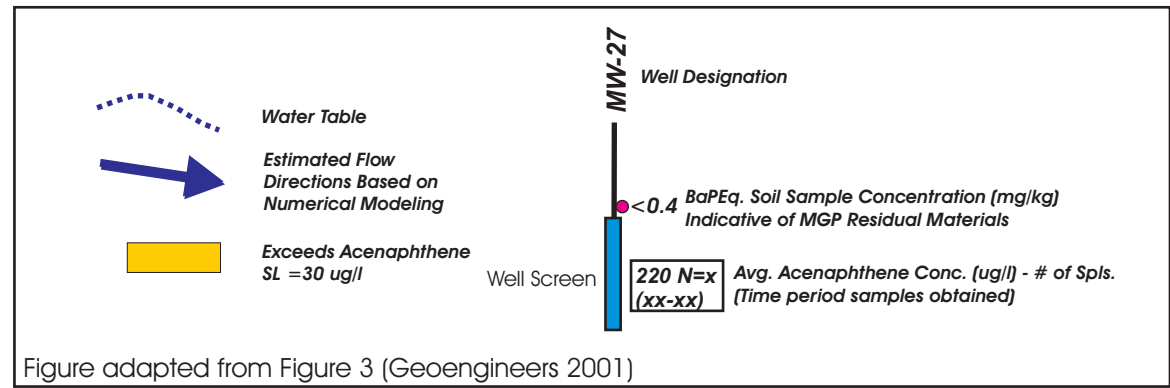 MW-27
Well Designation
Water Table
Estimated Flow
Directions Based on
Numerical Modeling
<0.4
BaPEq. Soil Sample Concentration (mg/kg)
Indicative of MGP Residual Materials
Exceeds Acenaphthene
SL =30 ug/l
Well Screen
220 N=x
(xx-xx)
Avg. Acenaphthene Conc. (ug/l) - # of Spls.
(Time period samples obtained)
Figure adapted from Figure 3 (Geoengineers 2001)